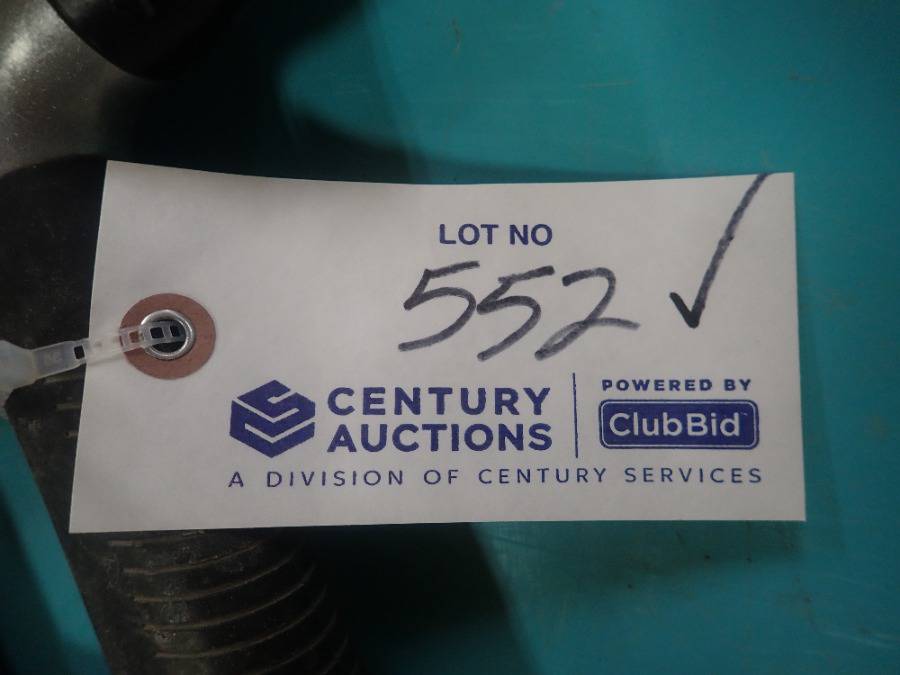 LOT NO
552 ✓
CENTURY
AUCTIONS
POWERED BY
ClubBid
A DIVISION OF CENTURY SERVICES